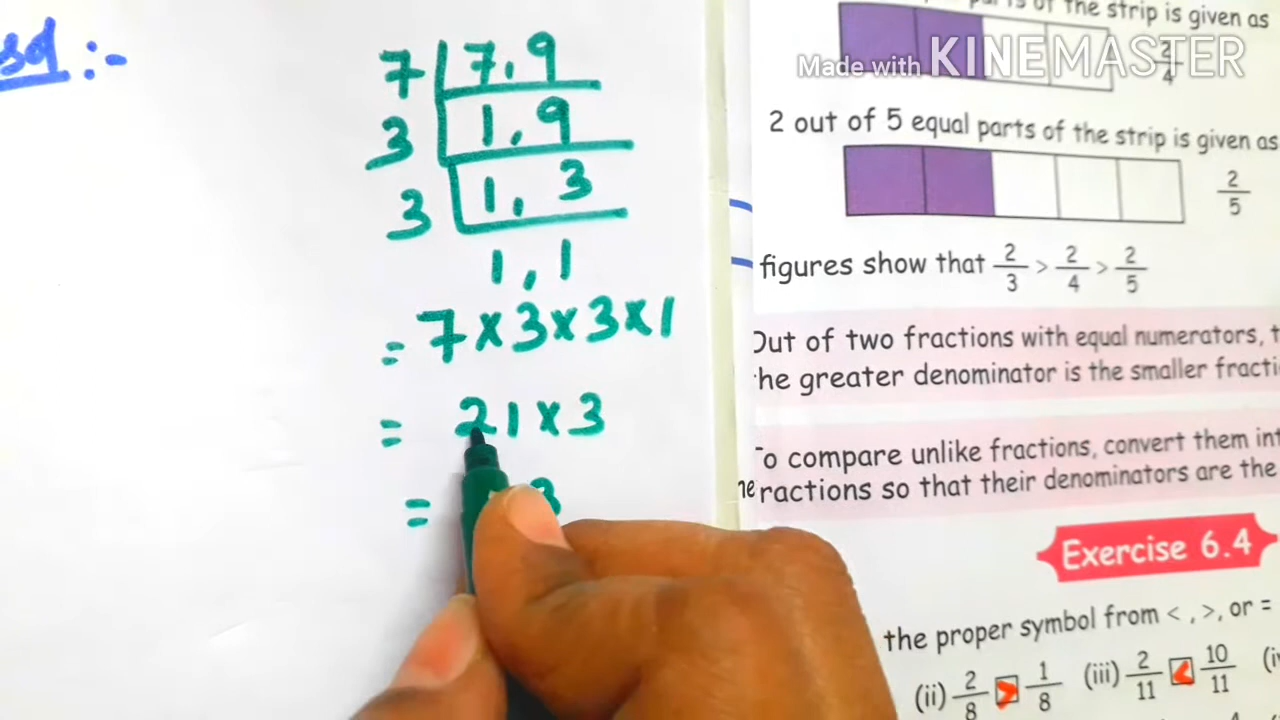 7 | 7, 9
3 | 1, 9
3 | 1, 3
1, 1
= 7 × 3 × 3 × 1
= 21 × 3
= 3
of the strip is given as
2/4
Made with KINEMASTER
2 out of 5 equal parts of the strip is given as
2/5
figures show that 2/3 > 2/4 > 2/5
Out of two fractions with equal numerators,
the greater denominator is the smaller
To compare unlike fractions, convert them
so that their denominators are the
Exercise 6.4
the proper symbol from < , >, or =
(ii) 2/8 > 1/8 (iii) 2/11 < 10/11